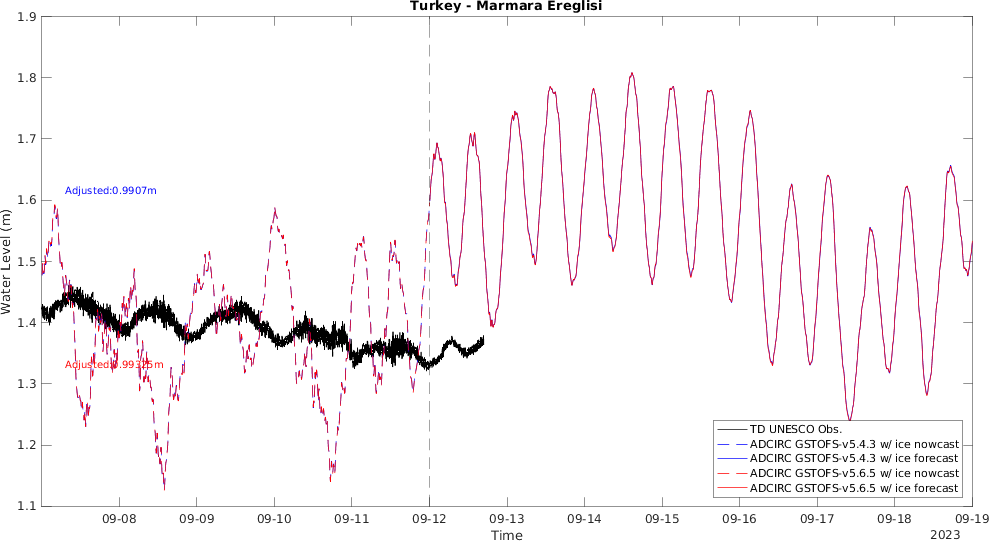 Turkey - Marmara Ereglisi
1.9
1.8
1.7
1.6
1.5
1.4
1.3
1.2
1.1
Water Level (m)
Adjusted:0.9907m
TD UNESCO Obs.
ADCIRC GSTOFS-v5.4.3 w/ ice nowcast
ADCIRC GSTOFS-v5.4.3 w/ ice forecast
ADCIRC GSTOFS-v5.6.5 w/ ice nowcast
ADCIRC GSTOFS-v5.6.5 w/ ice forecast
09-08 09-09 09-10 09-11 09-12 09-13 09-14 09-15 09-16 09-17 09-18 09-19
Time
2023